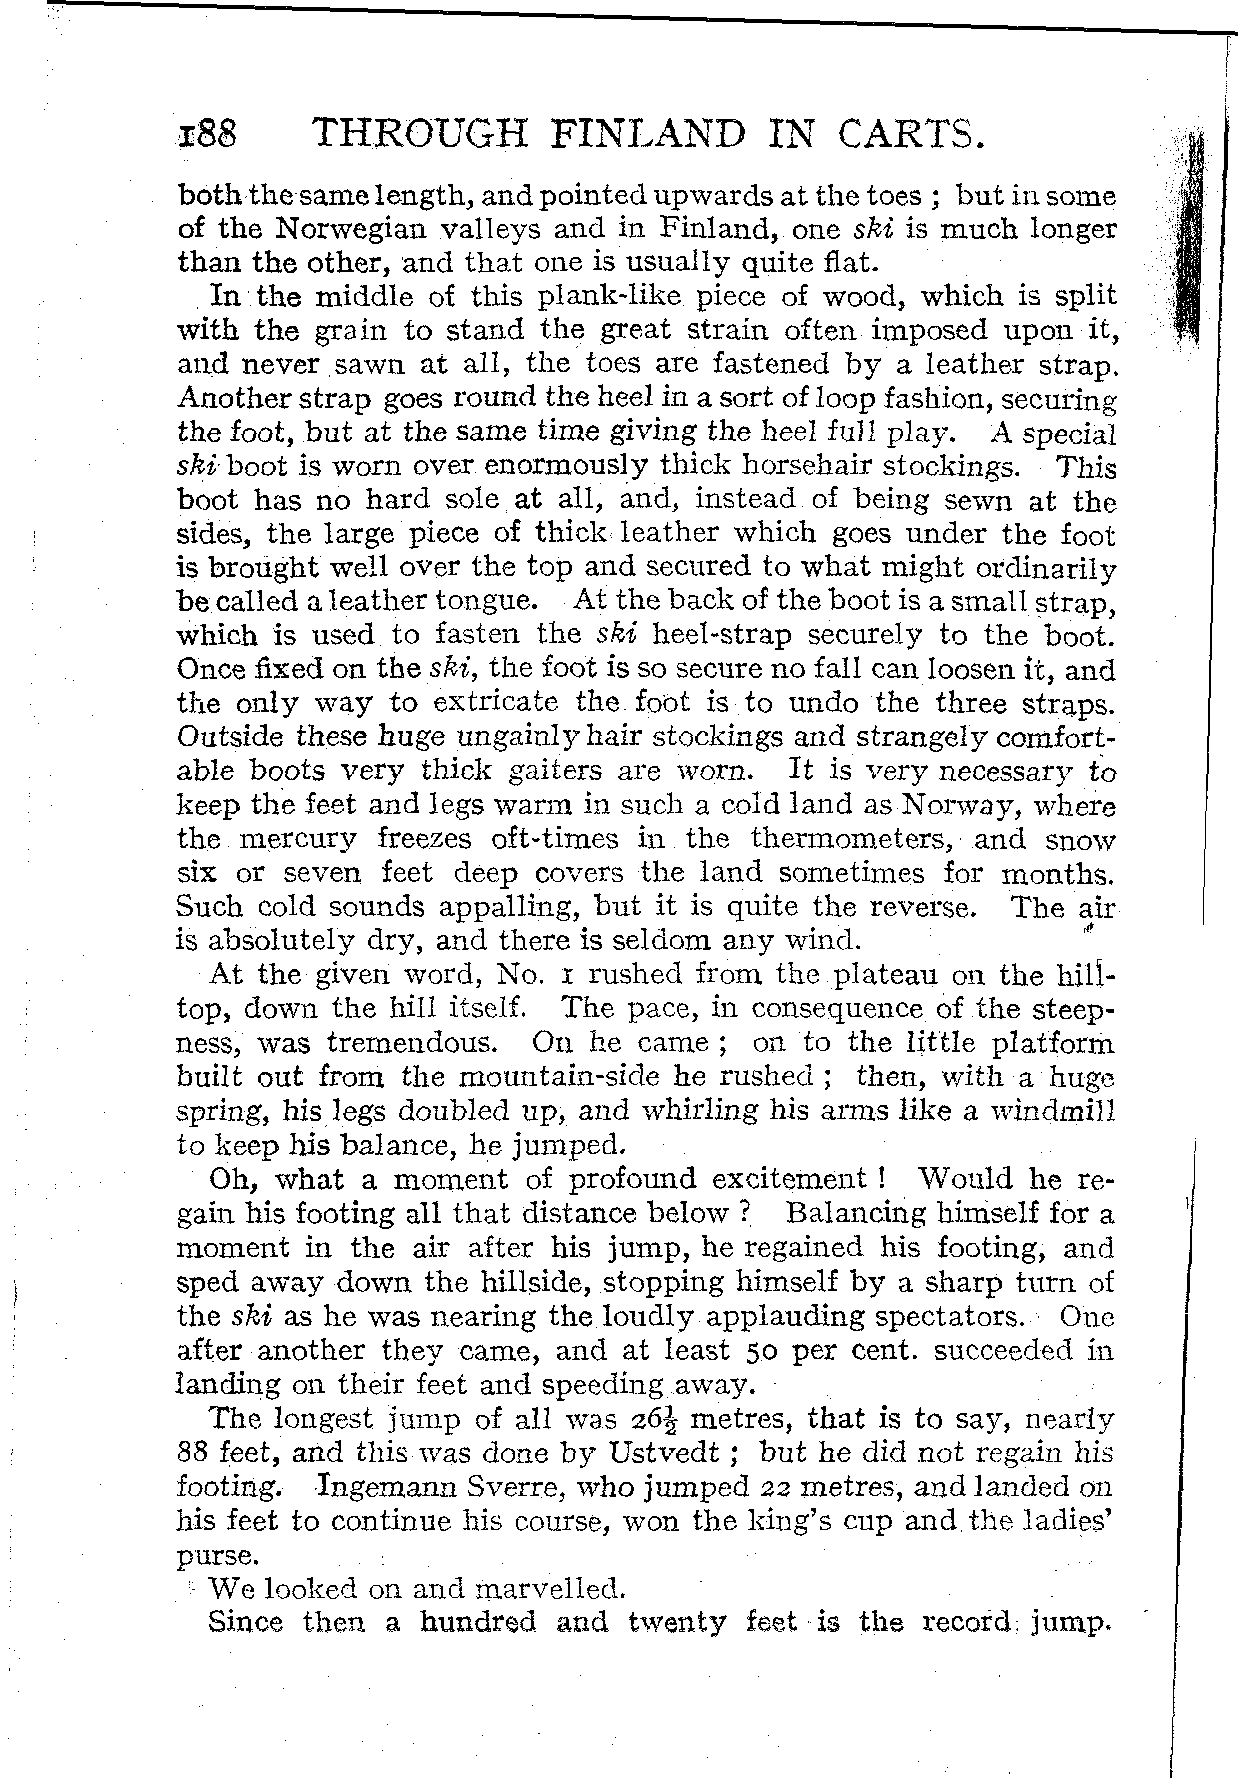 188 THROUGH FINLAND IN CARTS.
both the same length, and pointed upwards at the toes ; but in some
of the Norwegian valleys and in Finland, one ski is much longer
than the other, and that one is usually quite flat.
In the middle of this plank-like piece of wood, which is split
with the grain to stand the great strain often imposed upon it,
and never sawn at all, the toes are fastened by a leather strap.
Another strap goes round the heel in a sort of loop fashion, securing
the foot, but at the same time giving the heel full play. A special
ski boot is worn over enormously thick horsehair stockings. This
boot has no hard sole at all, and, instead of being sewn at the
sides, the large piece of thick leather which goes under the foot
is brought well over the top and secured to what might ordinarily
be called a leather tongue. At the back of the boot is a small strap,
which is used to fasten the ski heel-strap securely to the boot.
Once fixed on the ski, the foot is so secure no fall can loosen it, and
the only way to extricate the foot is to undo the three straps.
Outside these huge ungainly hair stockings and strangely comfort-
able boots very thick gaiters are worn. It is very necessary to
keep the feet and legs warm in such a cold land as Norway, where
the mercury freezes oft-times in the thermometers, and snow
six or seven feet deep covers the land sometimes for months.
Such cold sounds appalling, but it is quite the reverse. The air
is absolutely dry, and there is seldom any wind.
At the given word, No. 1 rushed from the plateau on the hill-
top, down the hill itself. The pace, in consequence of the steep-
ness, was tremendous. On he came ; on to the little platform
built out from the mountain-side he rushed ; then, with a huge
spring, his legs doubled up, and whirling his arms like a windmill
to keep his balance, he jumped.
Oh, what a moment of profound excitement ! Would he re-
gain his footing all that distance below ? Balancing himself for a
moment in the air after his jump, he regained his footing, and
sped away down the hillside, stopping himself by a sharp turn of
the ski as he was nearing the loudly applauding spectators. One
after another they came, and at least 50 per cent. succeeded in
landing on their feet and speeding away.
The longest jump of all was 26½ metres, that is to say, nearly
88 feet, and this was done by Ustvedt ; but he did not regain his
footing. Ingemann Sverre, who jumped 22 metres, and landed on
his feet to continue his course, won the king's cup and the ladies'
purse.
We looked on and marvelled.
Since then a hundred and twenty feet is the record jump.